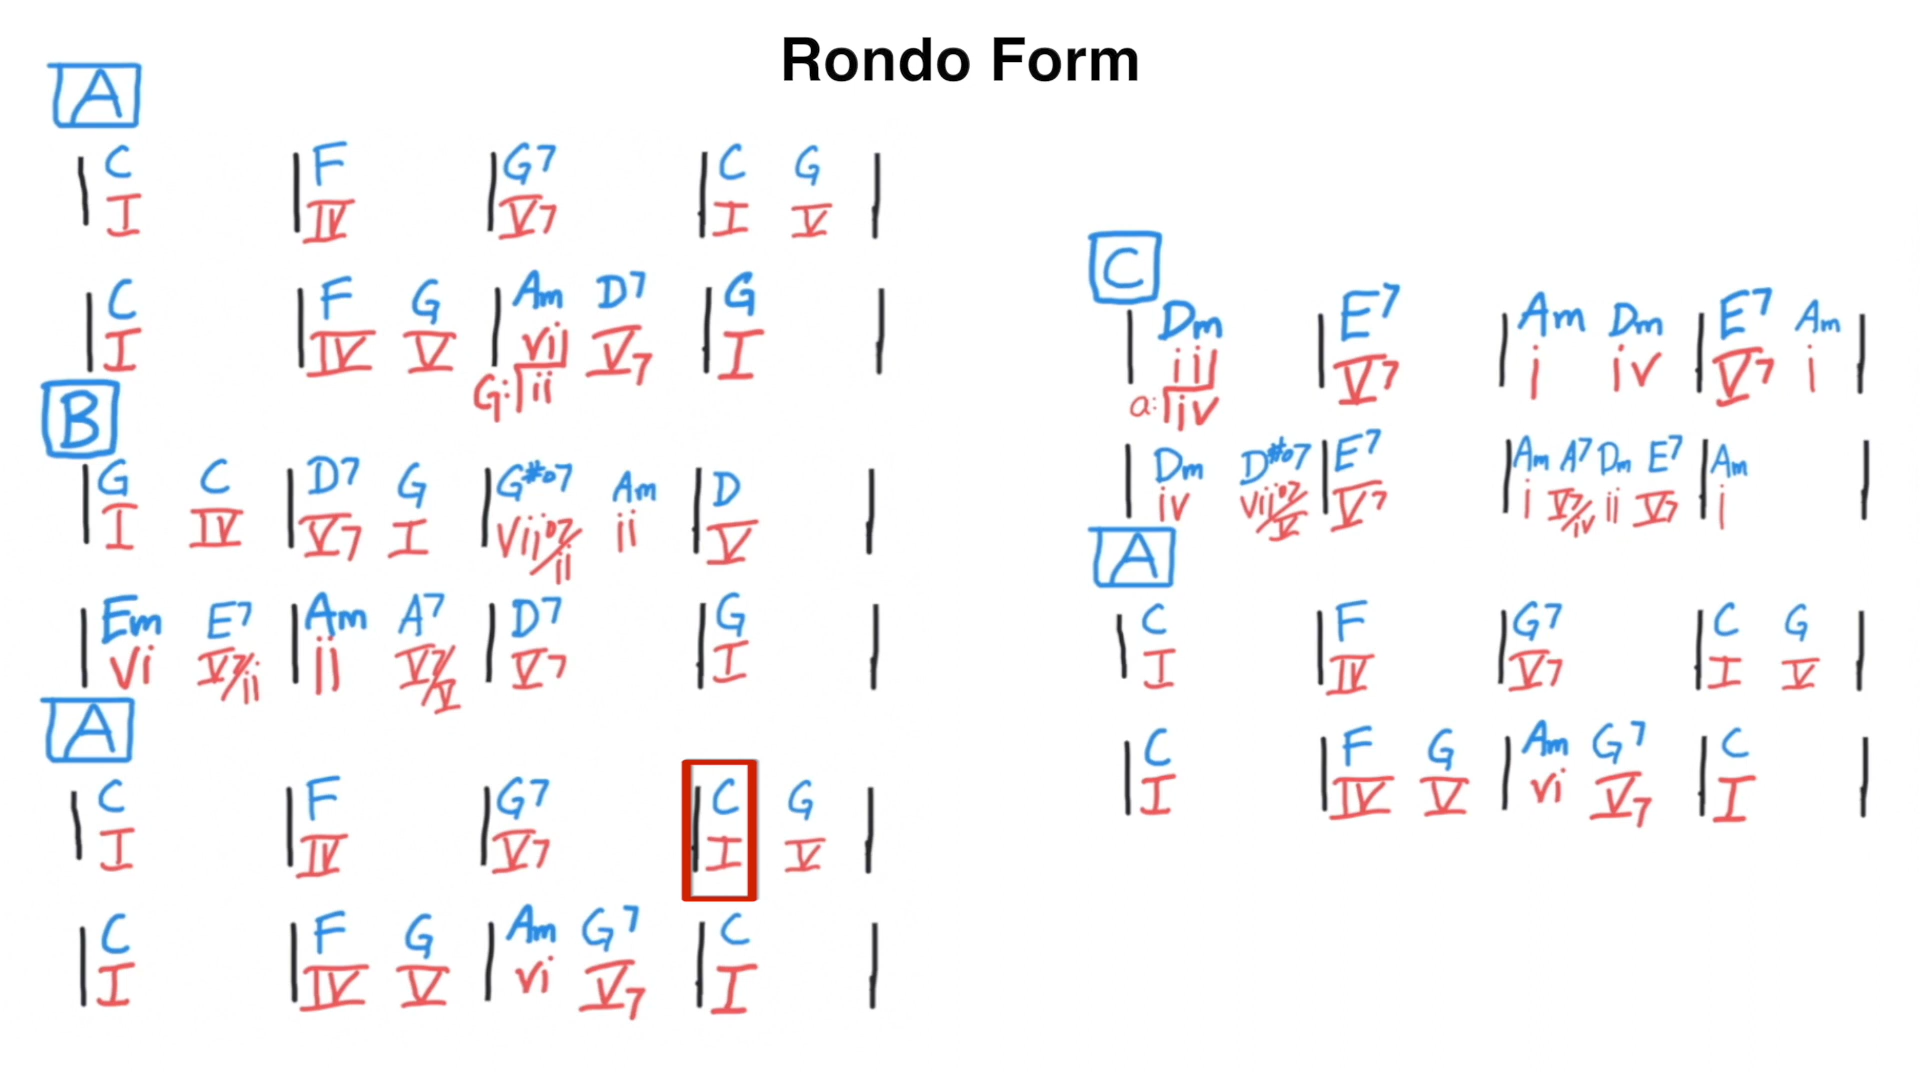 Rondo Form
A
C F G7 C G
I IV V7 I V
C F G Am D7 G
I IV V vi V7 I
G: ii
B
G C D7 G G#o7 Am D
I IV V7 I viio7/ii ii V
Em E7 Am A7 D7 G
vi V7/ii ii V7/V V7 I
A
C F G7 C G
I IV V7 I V
C F G Am G7 C
I IV V vi V7 I
C
Dm E7 Am Dm E7 Am
ii V7 i iv V7 i
a: iv
Dm D#o7 E7 Am A7 Dm E7 Am
iv viio7/V V7 i V7/iv ii V7 i
A
C F G7 C G
I IV V7 I V
C F G Am G7 C
I IV V vi V7 I